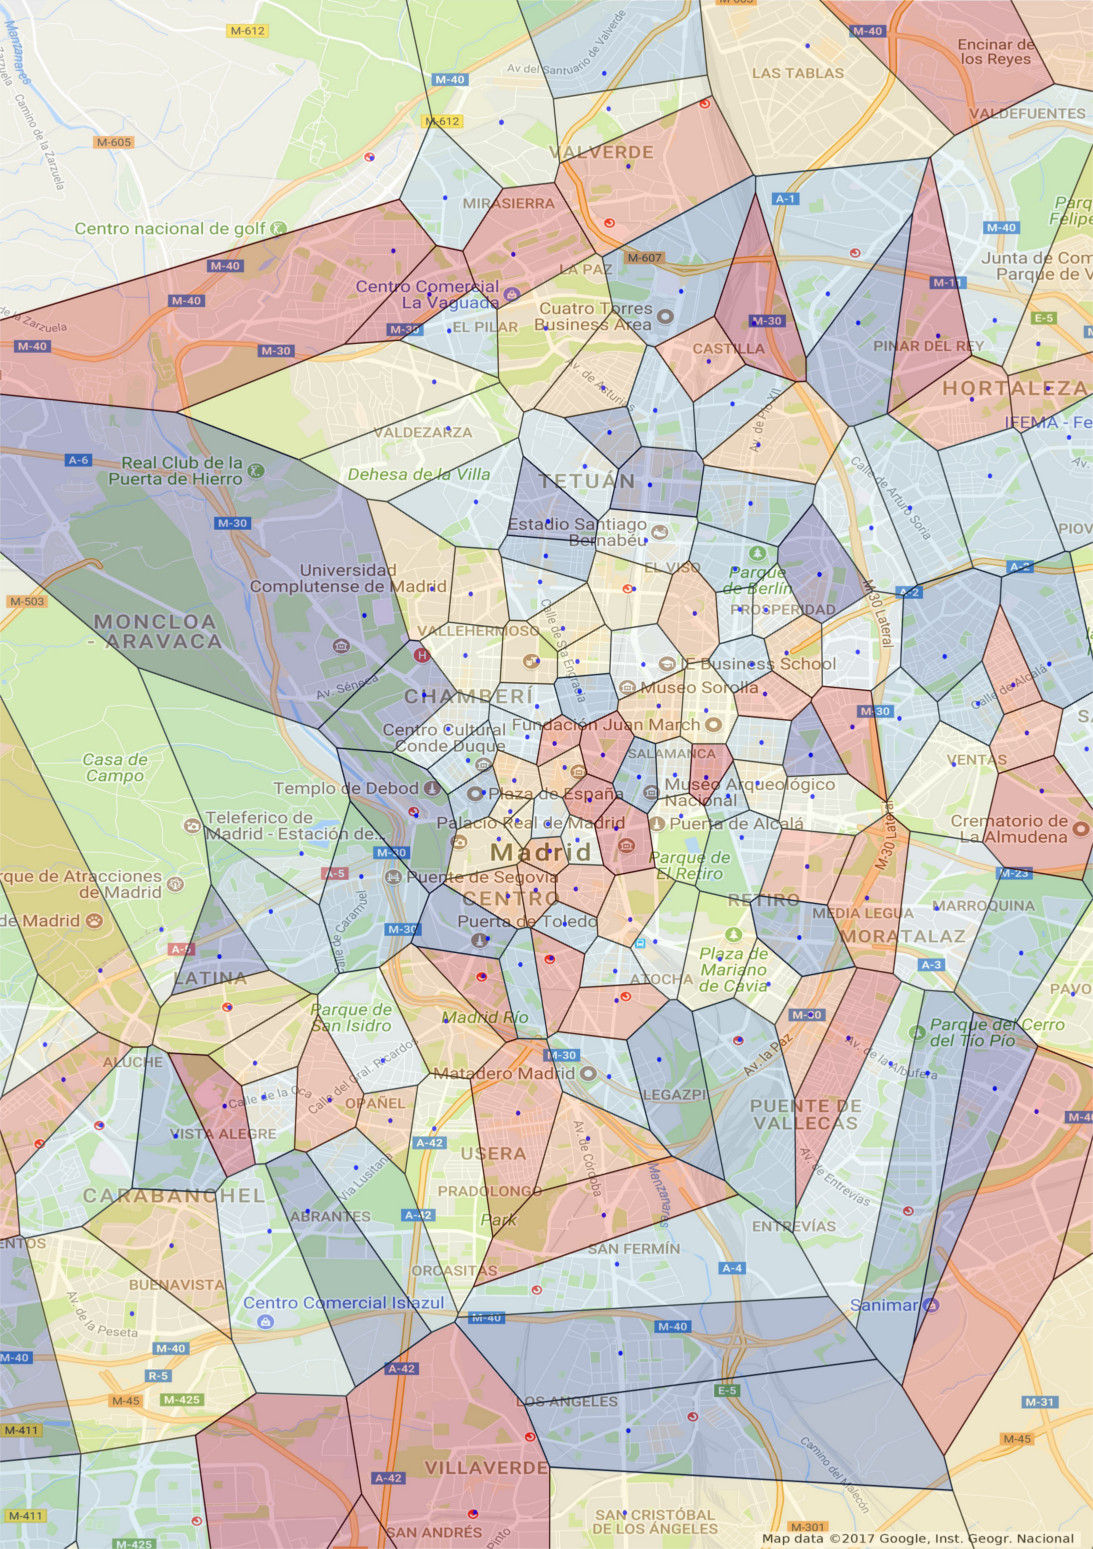 M-612
M-40
Encinar de
los Reyes
Manzanares
Av del Santuario de Valverde
M-40
LAS TABLAS
VALDEFUENTES
M-612
M-605
VALVERDE
Camino de la Zarzuela
MIRASIERRA
A-1
Centro nacional de golf
M-40
M-607
M-40
LA PAZ
Junta de Com
Parque de V
M-40
Centro Comercial
La Vaguada
M-11
Cuatro Torres
Business Area
de la Zarzuela
M-30
EL PILAR
M-30
E-5
M-40
M-30
CASTILLA
PINAR DEL REY
Av. de Asturias
HORTALEZA
Av. de Pío XII
IFEMA - Fe
VALDEZARZA
A-6
Real Club de la
Puerta de Hierro
Dehesa de la Villa
TETUÁN
Calle de Arturo Soria
M-30
Estadio Santiago
Bernabéu
PIOV
Universidad
Complutense de Madrid
EL VISO
Parque
de Berlín
A-2
A-2
M-503
MONCLOA
- ARAVACA
PROSPERIDAD
M-30 Lateral
VALLEHERMOSO
Calle de Sta Engracia
IE Business School
Av. Séneca
CHAMBERÍ
Museo Sorolla
Calle de Alcalá
M-30
Centro Cultural
Conde Duque
Fundación Juan March
Casa de
Campo
SALAMANCA
VENTAS
Templo de Debod
Plaza de España
Museo Arqueológico
Nacional
Teleferico de
Madrid - Estación de...
Palacio Real de Madrid
Puerta de Alcalá
Crematorio de
La Almudena
M-30
Madrid
M-30 Lateral
Parque de
El Retiro
rque de Atracciones
de Madrid
A-5
Puente de Segovia
M-23
CENTRO
RETIRO
MARROQUINA
de Madrid
M-30
Puerta de Toledo
MEDIA LEGUA
MORATALAZ
A-5
LATINA
ATOCHA
Plaza de
Mariano
de Cavia
A-3
PAVO
Parque de
San Isidro
Madrid Río
M-30
Parque del Cerro
del Tío Pío
ALUCHE
M-30
Av. la Paz
Av. de la Albufera
Matadero Madrid
Calle del Gral. Ricardos
Calle de la Oca
OPAÑEL
LEGAZPI
PUENTE DE
VALLECAS
VISTA ALEGRE
A-42
USERA
Av. de Córdoba
Av. de Entrevías
CARABANCHEL
Vía Lusitana
PRADOLONGO
Manzanares
ABRANTES
A-42
Park
ENTREVÍAS
SAN FERMÍN
BUENAVISTA
ORCASITAS
A-4
Av. de la Peseta
Centro Comercial Islazul
Sanimar
M-40
M-40
M-40
M-40
R-5
A-42
E-5
M-45
M-425
LOS ANGELES
M-31
M-411
M-45
VILLAVERDE
Camino del Malecón
A-42
M-411
SAN ANDRÉS
Pinto
SAN CRISTÓBAL
DE LOS ÁNGELES
M-301
M-425
Map data ©2017 Google, Inst. Geogr. Nacional